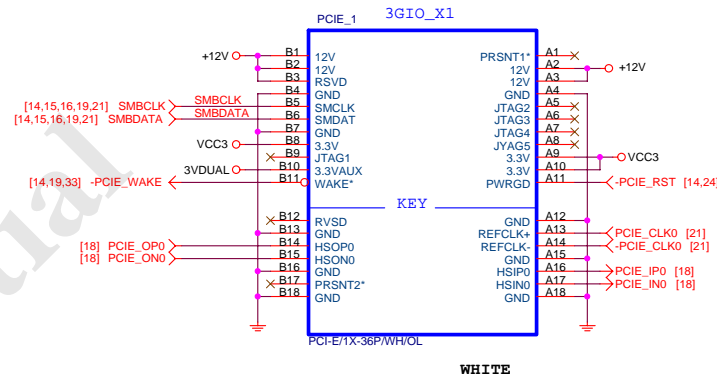 PCIE_1 3GIO_X1
+12V B1 12V PRSNT1* A1
B2 12V 12V A2 +12V
B3 RSVD 12V A3
B4 GND GND A4
[14,15,16,19,21] SMBCLK SMBCLK B5 SMCLK JTAG2 A5
[14,15,16,19,21] SMBDATA SMBDATA B6 SMDAT JTAG3 A6
B7 GND JTAG4 A7
VCC3 B8 3.3V JYAG5 A8
B9 JTAG1 3.3V A9 VCC3
3VDUAL B10 3.3VAUX 3.3V A10
[14,19,33] -PCIE_WAKE B11 WAKE* PWRGD A11 -PCIE_RST [14,24]
KEY
B12 RVSD GND A12
B13 GND REFCLK+ A13 PCIE_CLK0 [21]
[18] PCIE_OP0 B14 HSOP0 REFCLK- A14 -PCIE_CLK0 [21]
[18] PCIE_ON0 B15 HSON0 GND A15
B16 GND HSIP0 A16 PCIE_IP0 [18]
B17 PRSNT2* HSIN0 A17 PCIE_IN0 [18]
B18 GND GND A18
PCI-E/1X-36P/WH/OL
WHITE